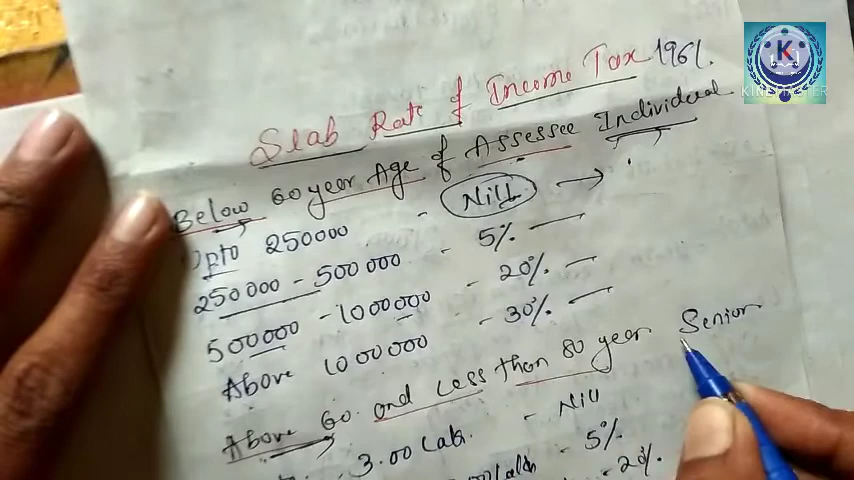 K
KINEMASTER
Slab Rate of Income Tax 1961.
Below 60 year Age of Assessee Individual
Upto 250000 - Nill →
250000 - 500000 - 5%
500000 - 1000000 - 20%
Above 1000000 - 30%
Above 60 and Less than 80 year Senior
3.00 Lakh - Nill
- 5%
- 20%